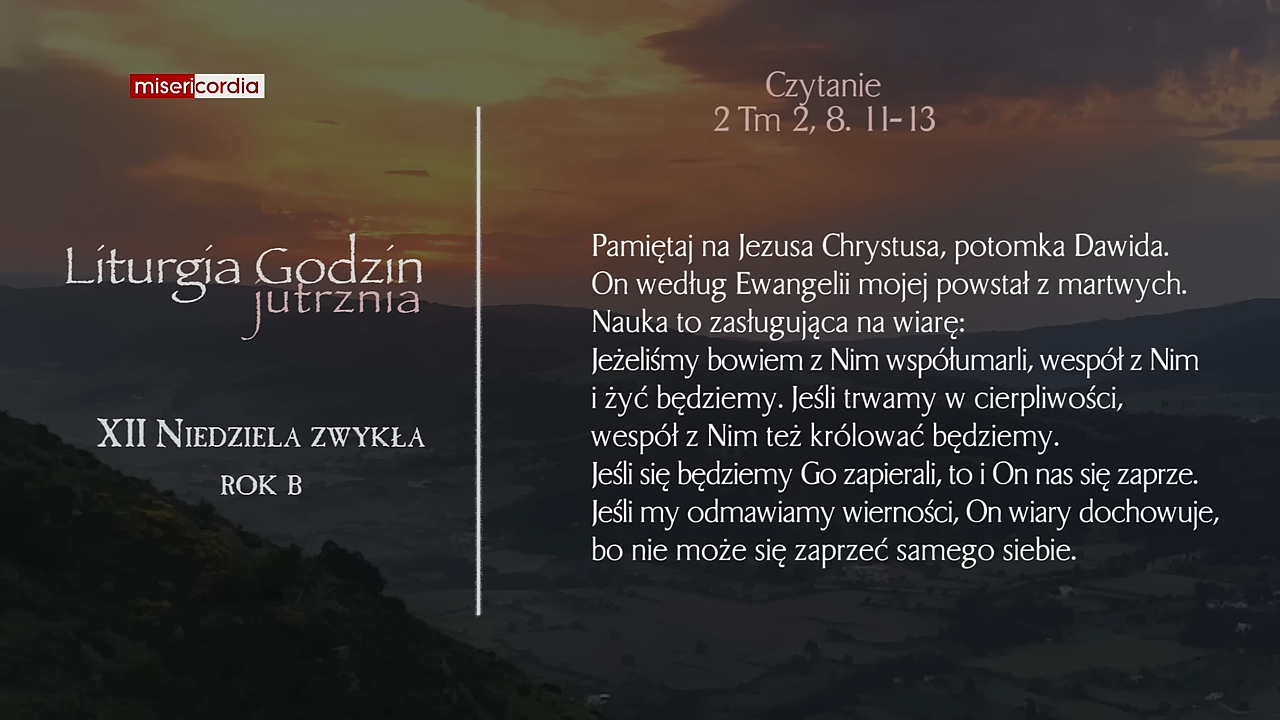 misericordia
Liturgia Godzin
jutrznia
XII Niedziela zwykła
rok B
Czytanie
2 Tm 2, 8. 11-13
Pamiętaj na Jezusa Chrystusa, potomka Dawida.
On według Ewangelii mojej powstał z martwych.
Nauka to zasługująca na wiarę:
Jeżeliśmy bowiem z Nim współumarli, wespół z Nim
i żyć będziemy. Jeśli trwamy w cierpliwości,
wespół z Nim też królować będziemy.
Jeśli się będziemy Go zapierali, to i On nas się zaprze.
Jeśli my odmawiamy wierności, On wiary dochowuje,
bo nie może się zaprzeć samego siebie.